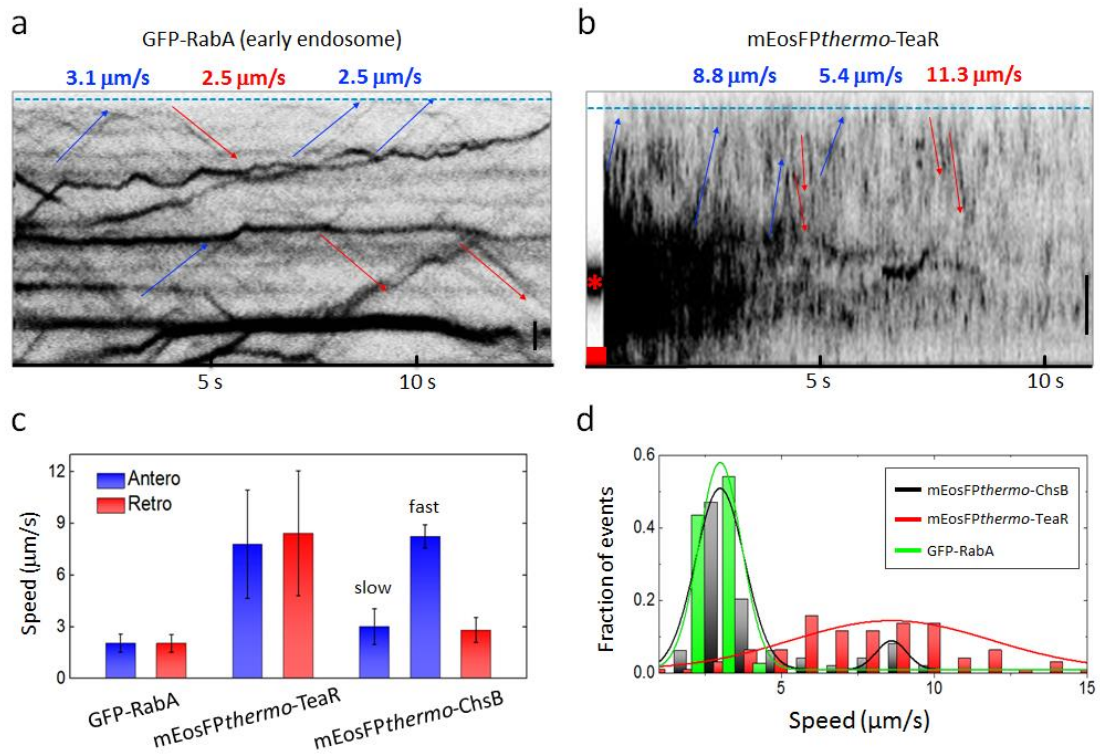 a
GFP-RabA (early endosome)
3.1 μm/s 2.5 μm/s 2.5 μm/s
5 s 10 s
b
mEosFPthermo-TeaR
8.8 μm/s 5.4 μm/s 11.3 μm/s
*
5 s 10 s
c
Speed (μm/s)
12
9
6
3
0
Antero
Retro
slow
fast
GFP-RabA
mEosFPthermo-TeaR
mEosFPthermo-ChsB
d
Fraction of events
0.6
0.4
0.2
0.0
mEosFPthermo-ChsB
mEosFPthermo-TeaR
GFP-RabA
5 10 15
Speed (μm/s)